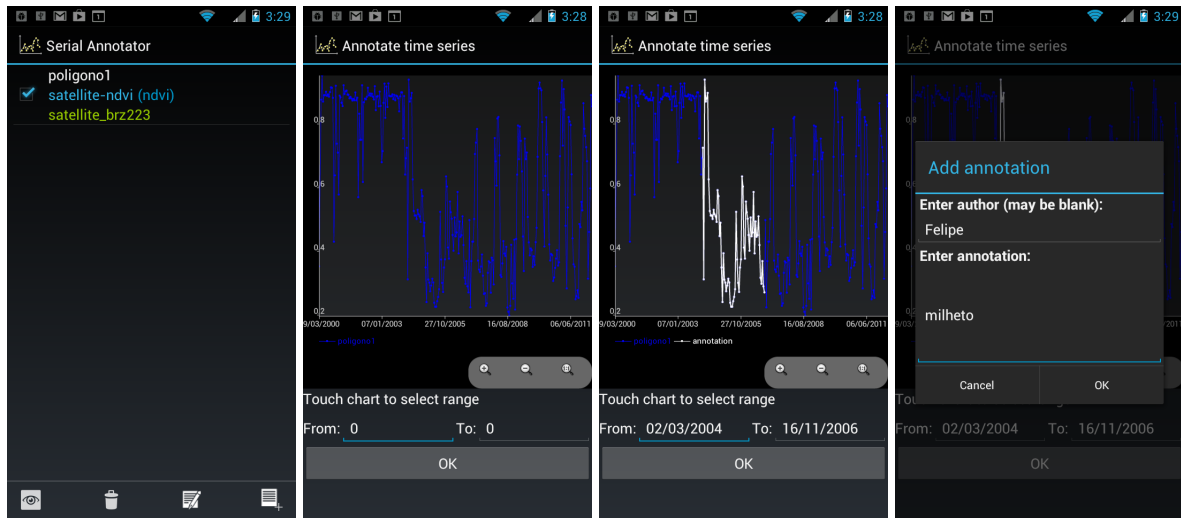 3:29
Serial Annotator
poligono1
satellite-ndvi (ndvi)
satellite_brz223
1
3:28
Annotate time series
0,8
0,6
0,4
0,2
9/03/2000 07/01/2003 27/10/2005 16/08/2008 06/06/2011
poligono1
Touch chart to select range
From: 0 To: 0
OK
1
3:28
Annotate time series
0,8
0,6
0,4
0,2
9/03/2000 07/01/2003 27/10/2005 16/08/2008 06/06/2011
poligono1 annotation
Touch chart to select range
From: 02/03/2004 To: 16/11/2006
OK
1
3:29
Annotate time series
0,8
Add annotation
Enter author (may be blank):
Felipe
Enter annotation:
milheto
Cancel OK
From: 02/03/2004 To: 16/11/2006
OK